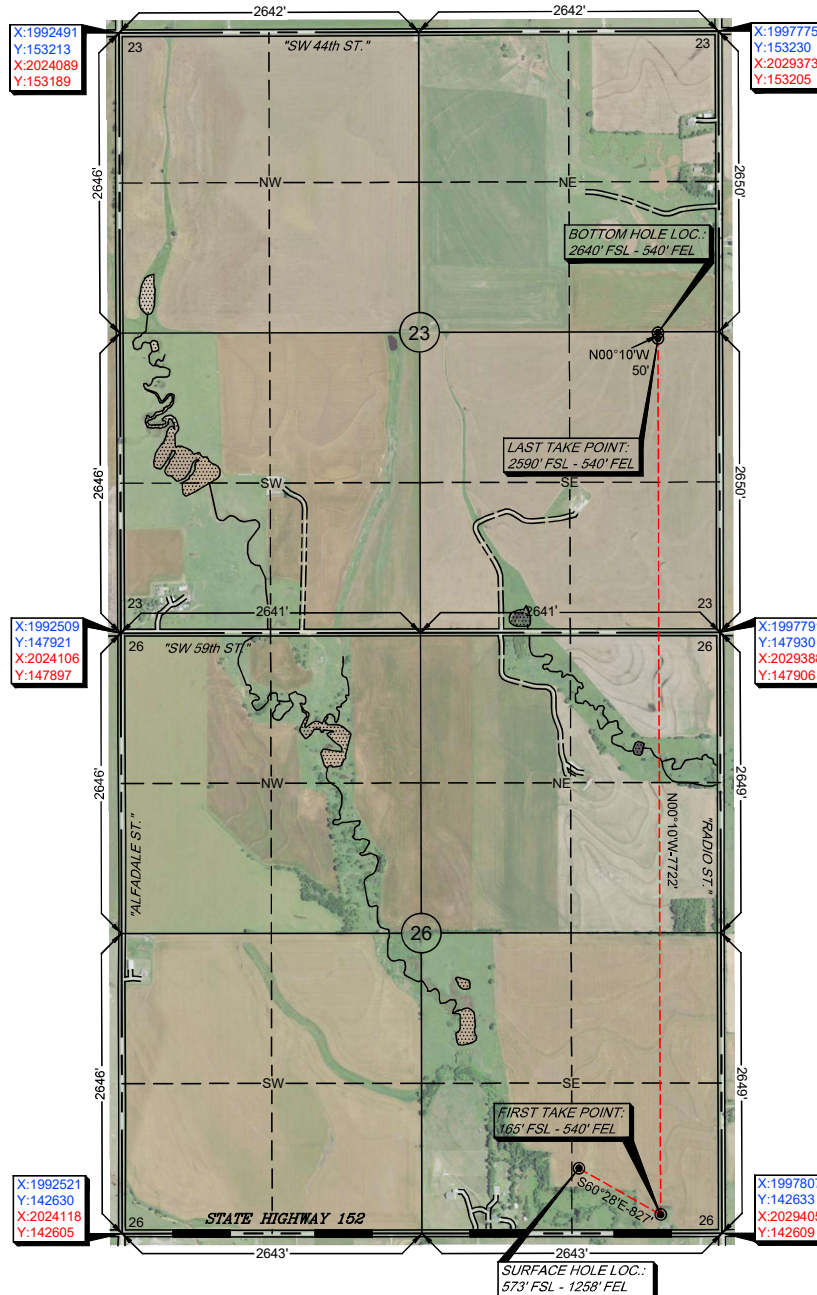 2642'
2642'
X:1992491
Y:153213
X:2024089
Y:153189
X:1997775
Y:153230
X:2029373
Y:153205
23
"SW 44th ST."
23
2646'
NW
NE
2650'
BOTTOM HOLE LOC.:
2640' FSL - 540' FEL
23
N00°10'W
50'
LAST TAKE POINT:
2590' FSL - 540' FEL
2646'
SW
SE
2650'
23
2641'
2641'
23
X:1992509
Y:147921
X:2024106
Y:147897
X:199779
Y:147930
X:2029388
Y:147906
26
"SW 59th ST."
26
2646'
NW
NE
2649'
"ALFADALE ST."
N00°10'W-7722'
"RADIO ST."
26
2646'
SW
SE
2649'
FIRST TAKE POINT:
165' FSL - 540' FEL
S60°28'E-827'
X:1992521
Y:142630
X:2024118
Y:142605
X:1997807
Y:142633
X:2029405
Y:142609
26
STATE HIGHWAY 152
26
2643'
2643'
SURFACE HOLE LOC.:
573' FSL - 1258' FEL